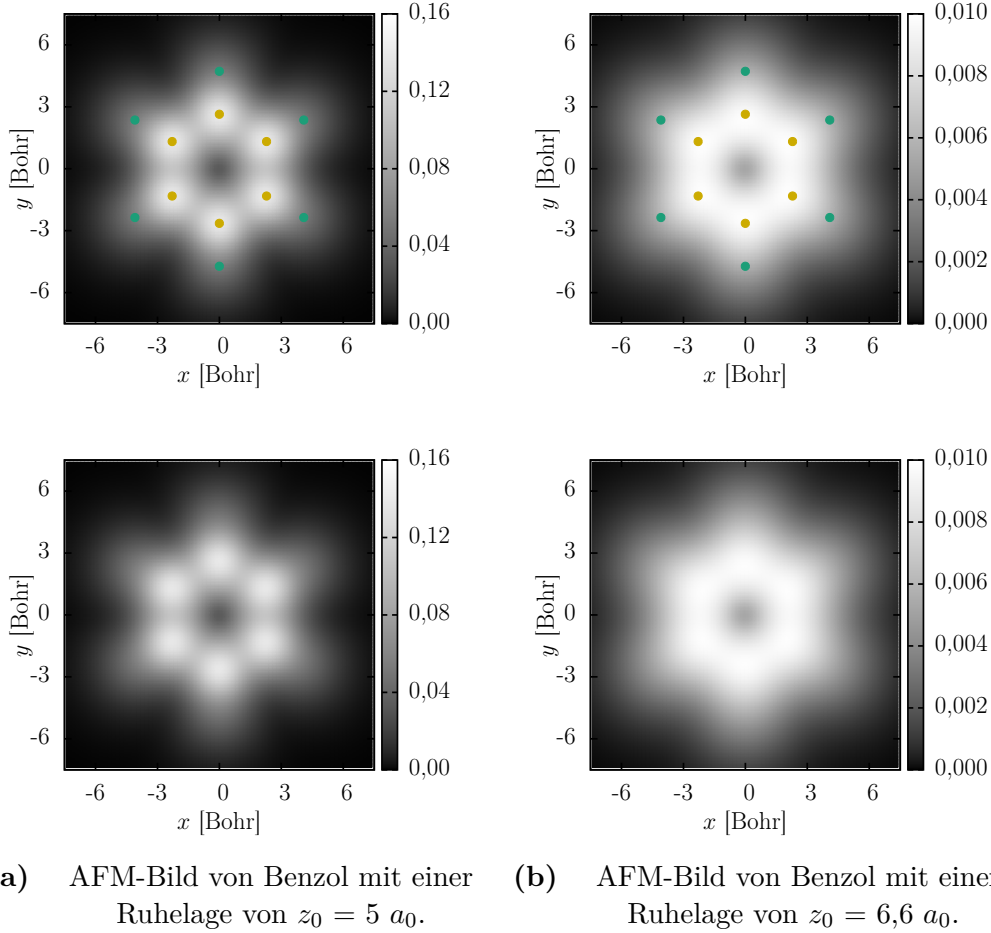 6
3
0
-3
-6
y [Bohr]
-6 -3 0 3 6
x [Bohr]
0,16
0,12
0,08
0,04
0,00
6
3
0
-3
-6
y [Bohr]
-6 -3 0 3 6
x [Bohr]
0,010
0,008
0,006
0,004
0,002
0,000
6
3
0
-3
-6
y [Bohr]
-6 -3 0 3 6
x [Bohr]
0,16
0,12
0,08
0,04
0,00
6
3
0
-3
-6
y [Bohr]
-6 -3 0 3 6
x [Bohr]
0,010
0,008
0,006
0,004
0,002
0,000
a) AFM-Bild von Benzol mit einer
Ruhelage von z₀ = 5 a₀.
(b) AFM-Bild von Benzol mit eine
Ruhelage von z₀ = 6,6 a₀.